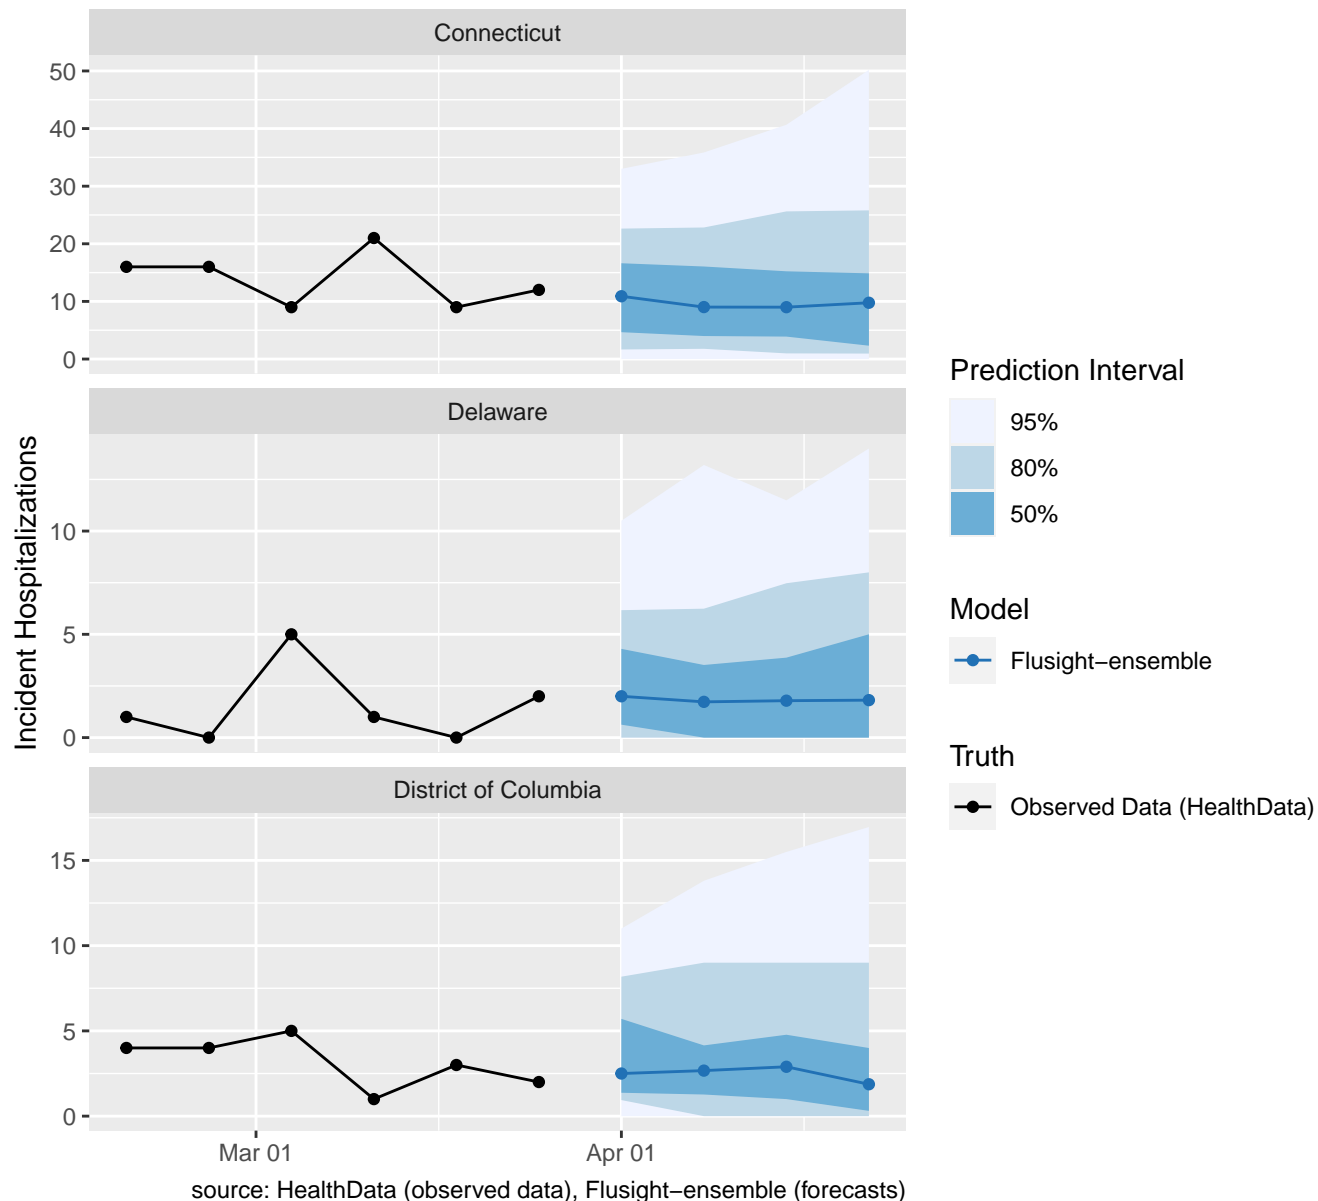 Connecticut
50
40
30
20
10
0
Delaware
10
5
0
District of Columbia
15
10
5
0
Mar 01
Apr 01
Incident Hospitalizations
source: HealthData (observed data), Flusight−ensemble (forecasts)
Prediction Interval
95%
80%
50%
Model
Flusight−ensemble
Truth
Observed Data (HealthData)